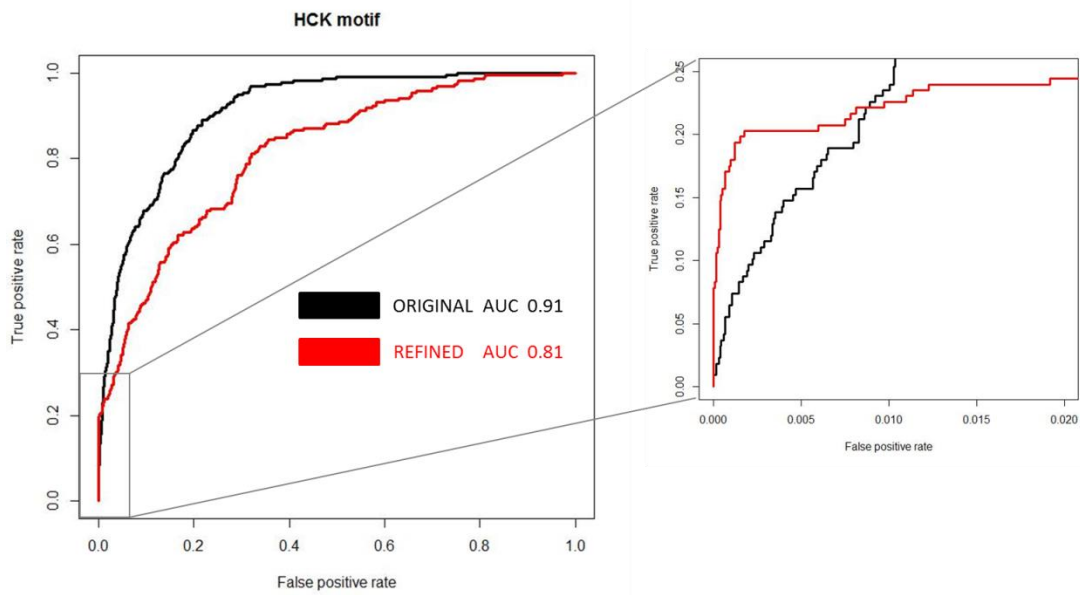 HCK motif
True positive rate
1.0
0.8
0.6
0.4
0.2
0.0
ORIGINAL AUC 0.91
REFINED AUC 0.81
0.0 0.2 0.4 0.6 0.8 1.0
False positive rate
True positive rate
0.25
0.20
0.15
0.10
0.05
0.00
0.000 0.005 0.010 0.015 0.020
False positive rate